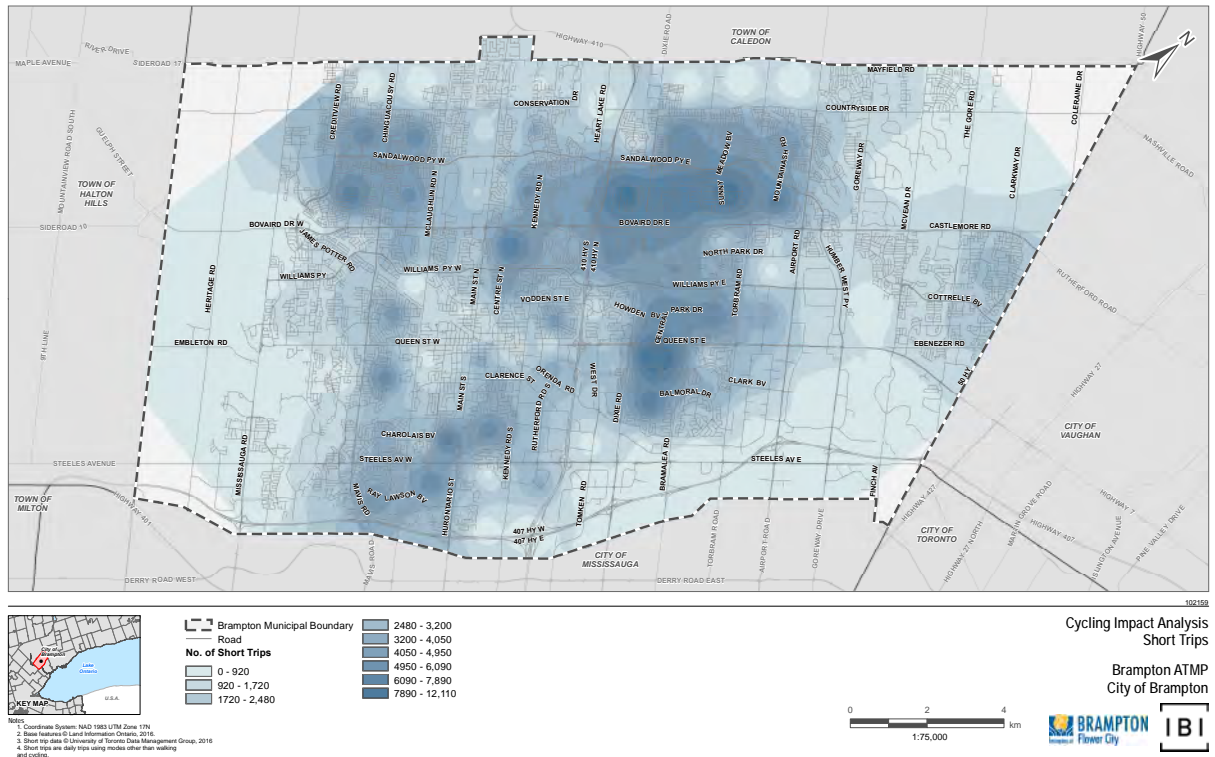 TOWN OF
CALEDON
HIGHWAY 410
DIXIE ROAD
HIGHWAY 50
N
RIVER DRIVE
MAPLE AVENUE
SIDEROAD 17
MAYFIELD RD
CREDITVIEW RD
CHINGUACOUSY RD
CONSERVATION DR
HEART LAKE RD
COUNTRYSIDE DR
THE GORE RD
COLERAINE DR
MOUNTAINVIEW ROAD SOUTH
GUELPH STREET
NASHVILLE ROAD
SANDALWOOD PY W
SANDALWOOD PY E
SUNNY MEADOW BV
MOUNTAINASH RD
GOREWAY DR
CLARKWAY DR
TOWN OF
HALTON
HILLS
MCLAUGHLIN RD N
KENNEDY RD N
MCVEAN DR
SIDEROAD 10
BOVAIRD DR W
BOVAIRD DR E
CASTLEMORE RD
JAMES POTTER RD
410 HY S
410 HY N
NORTH PARK DR
AIRPORT RD
HUMBER WEST PY
HERITAGE RD
WILLIAMS PY
WILLIAMS PY W
MAIN ST N
CENTRE ST N
WILLIAMS PY E
TORBRAM RD
RUTHERFORD ROAD
VODDEN ST E
HOWDEN BV
CENTRAL PARK DR
COTTRELLE BV
9TH LINE
EMBLETON RD
QUEEN ST W
QUEEN ST E
EBENEZER RD
CLARENCE ST
ORENDA RD
WEST DR
CLARK BV
50 HY
HIGHWAY 27
MAIN ST S
RUTHERFORD RD S
DIXIE RD
BALMORAL DR
CHAROLAIS BV
KENNEDY RD S
CITY OF
VAUGHAN
MISSISSAUGA RD
STEELES AVENUE
STEELES AV W
BRAMALEA RD
STEELES AV E
FINCH AV
TOWN OF
MILTON
HIGHWAY 401
MAVIS RD
RAY LAWSON BV
HURONTARIO ST
TOMKEN RD
407 HY W
407 HY E
HIGHWAY 427
MARTIN GROVE ROAD
HIGHWAY 7
HIGHWAY 407
PINE VALLEY DRIVE
ISLINGTON AVENUE
HIGHWAY 27 NORTH
CITY OF
TORONTO
CITY OF
MISSISSAUGA
TORBRAM ROAD
AIRPORT ROAD
GOREWAY DRIVE
DERRY ROAD WEST
MAVIS ROAD
DERRY ROAD EAST
102159
City of
Brampton
Lake
Ontario
U.S.A.
KEY MAP
Brampton Municipal Boundary
Road
No. of Short Trips
0 - 920
920 - 1,720
1720 - 2,480
2480 - 3,200
3200 - 4,050
4050 - 4,950
4950 - 6,090
6090 - 7,890
7890 - 12,110
Cycling Impact Analysis
Short Trips
Brampton ATMP
City of Brampton
0 2 4
km
1:75,000
BRAMPTON
Flower City
IBI
Notes
1. Coordinate System: NAD 1983 UTM Zone 17N
2. Base features © Land Information Ontario, 2016.
3. Short trip data © University of Toronto Data Management Group, 2016
4. Short trips are daily trips using modes other than walking
and cycling.